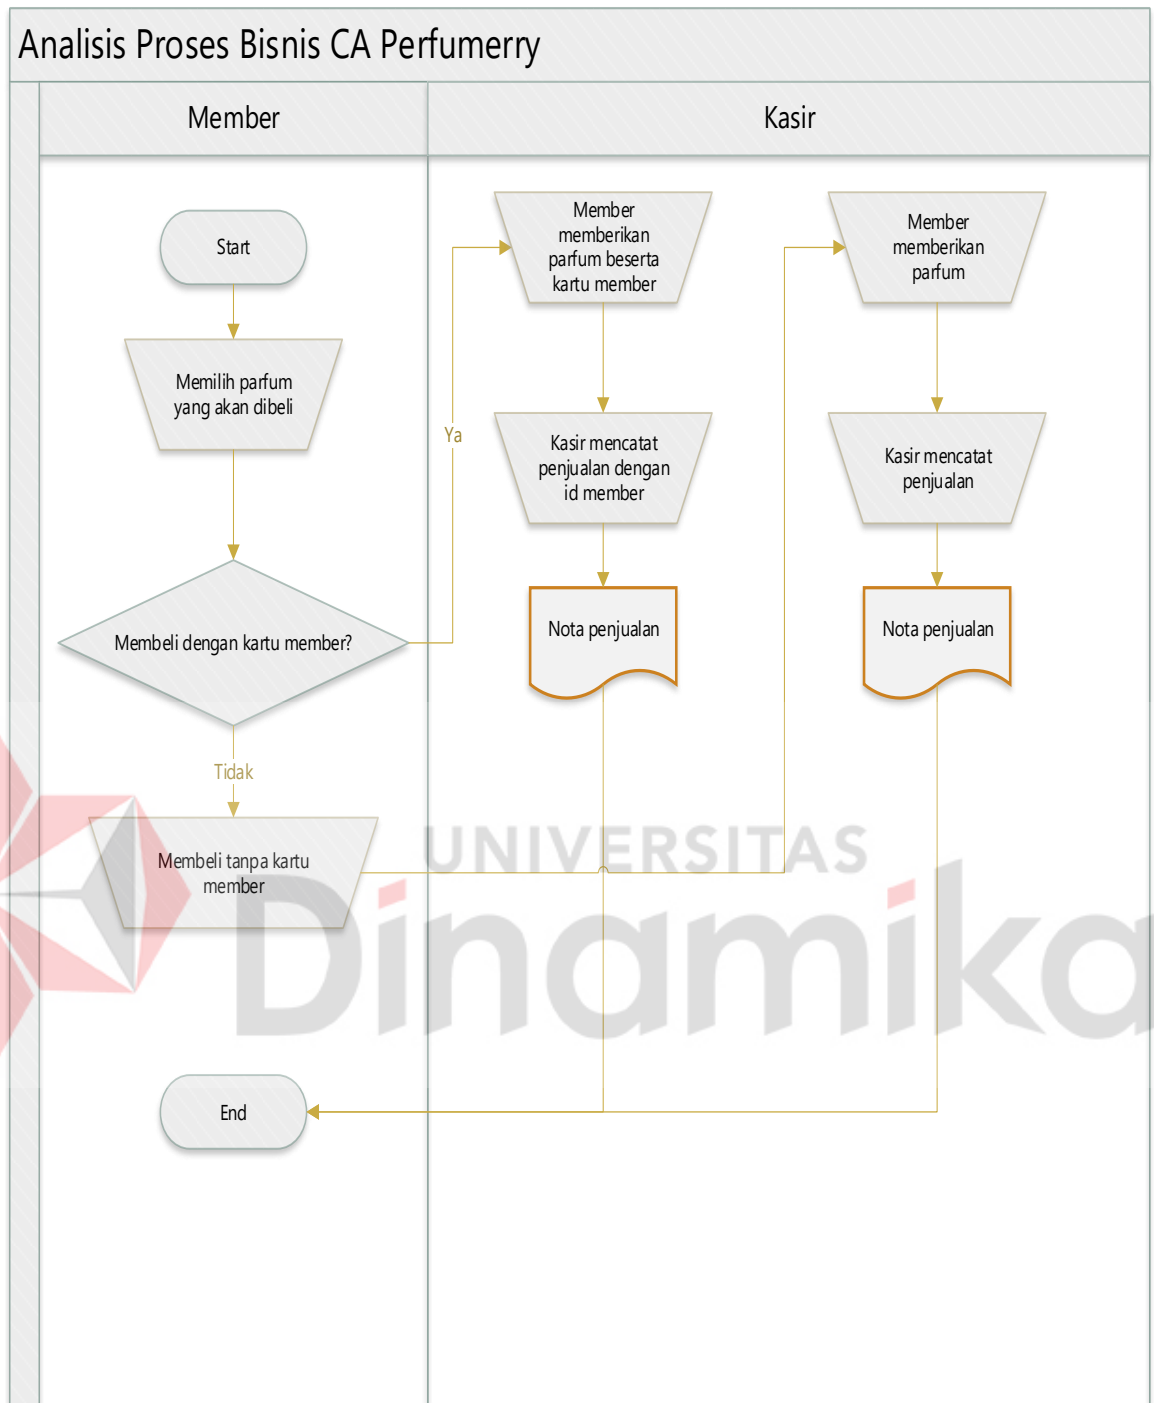 Analisis Proses Bisnis CA Perfumerry
Member
Kasir
Start
Memilih parfum
yang akan dibeli
Membeli dengan kartu member?
Ya
Tidak
Membeli tanpa kartu
member
End
Member
memberikan
parfum beserta
kartu member
Kasir mencatat
penjualan dengan
id member
Nota penjualan
Member
memberikan
parfum
Kasir mencatat
penjualan
Nota penjualan
UNIVERSITAS
Dinamika